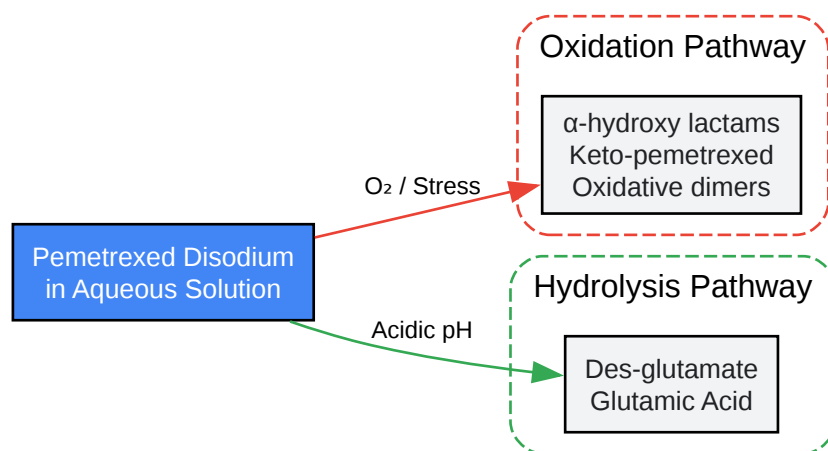 Oxidation Pathway
α-hydroxy lactams
Keto-pemetrexed
Oxidative dimers
O₂ / Stress
Pemetrexed Disodium
in Aqueous Solution
Hydrolysis Pathway
Acidic pH
Des-glutamate
Glutamic Acid